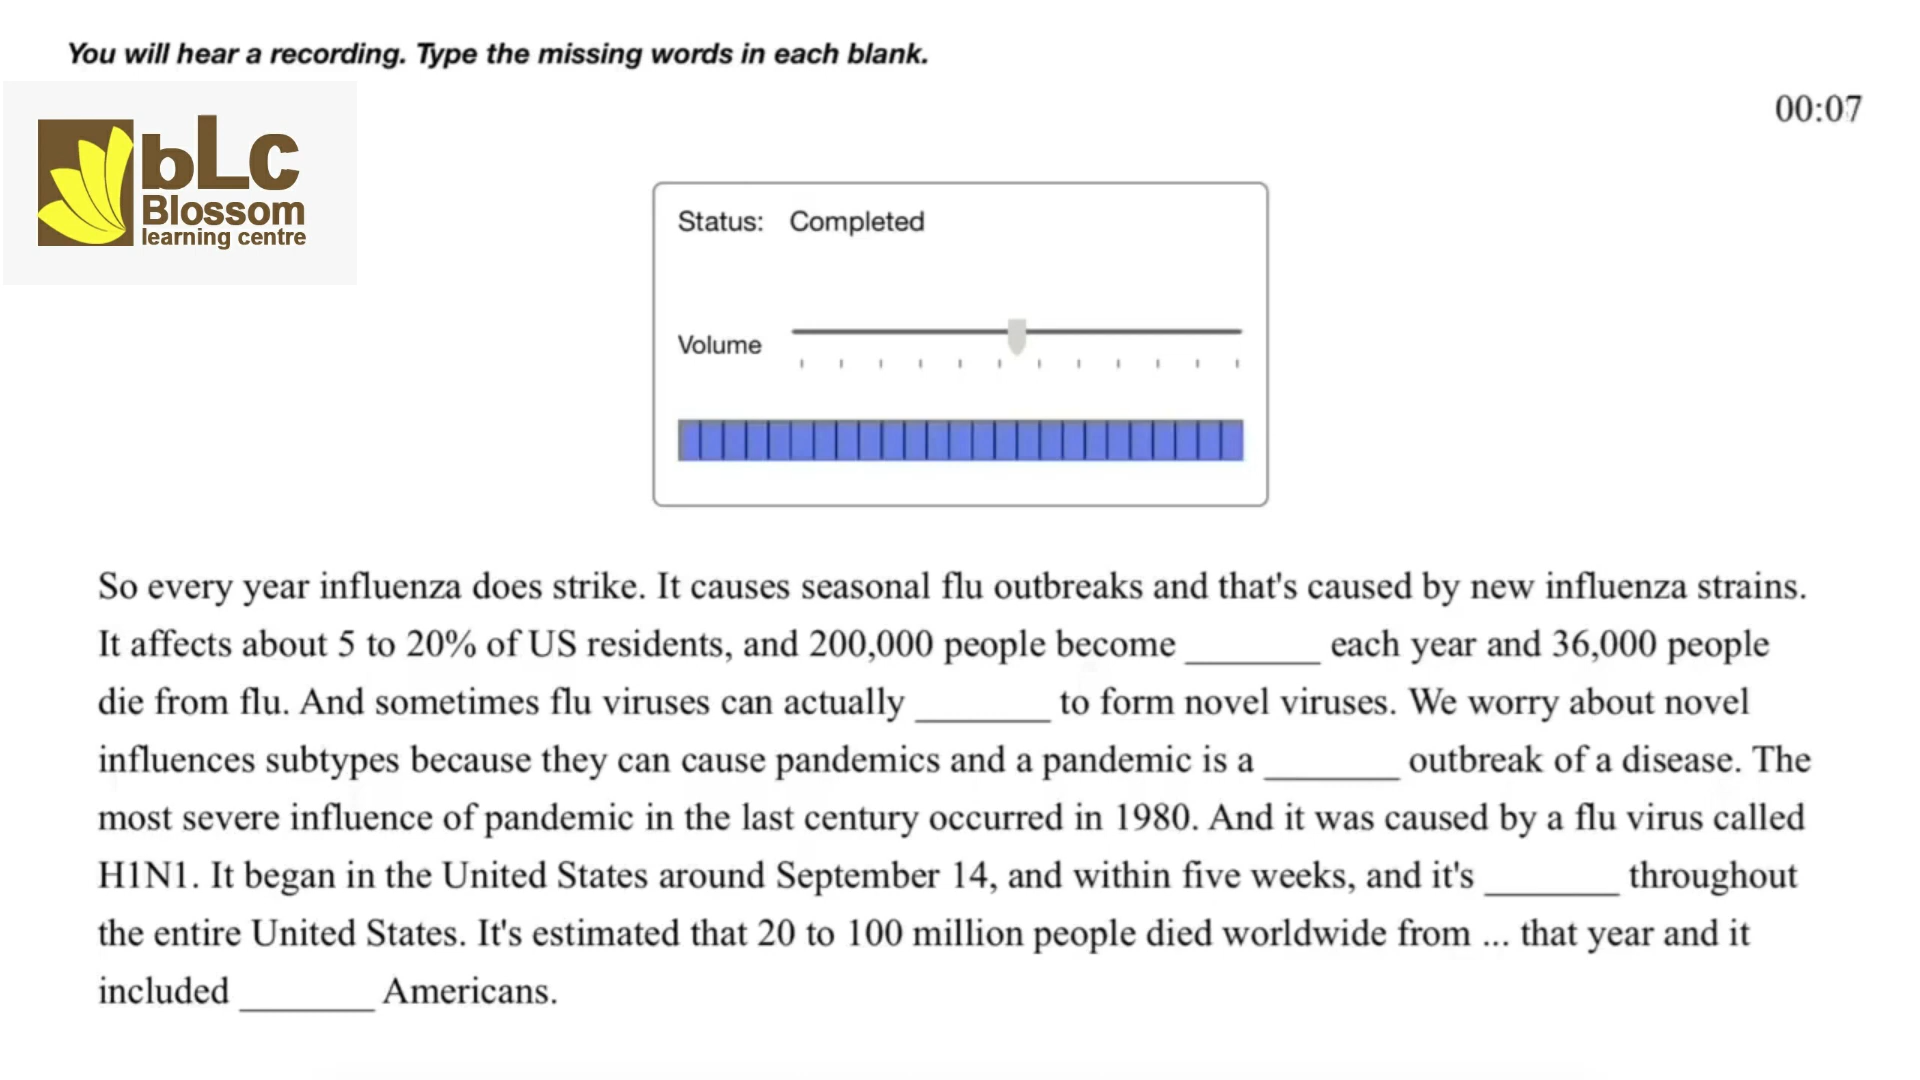 You will hear a recording. Type the missing words in each blank.
00:07
bLC
Blossom
learning centre
Status: Completed
Volume
So every year influenza does strike. It causes seasonal flu outbreaks and that's caused by new influenza strains.
It affects about 5 to 20% of US residents, and 200,000 people become ________ each year and 36,000 people
die from flu. And sometimes flu viruses can actually ________ to form novel viruses. We worry about novel
influences subtypes because they can cause pandemics and a pandemic is a ________ outbreak of a disease. The
most severe influence of pandemic in the last century occurred in 1980. And it was caused by a flu virus called
H1N1. It began in the United States around September 14, and within five weeks, and it's ________ throughout
the entire United States. It's estimated that 20 to 100 million people died worldwide from ... that year and it
included ________ Americans.